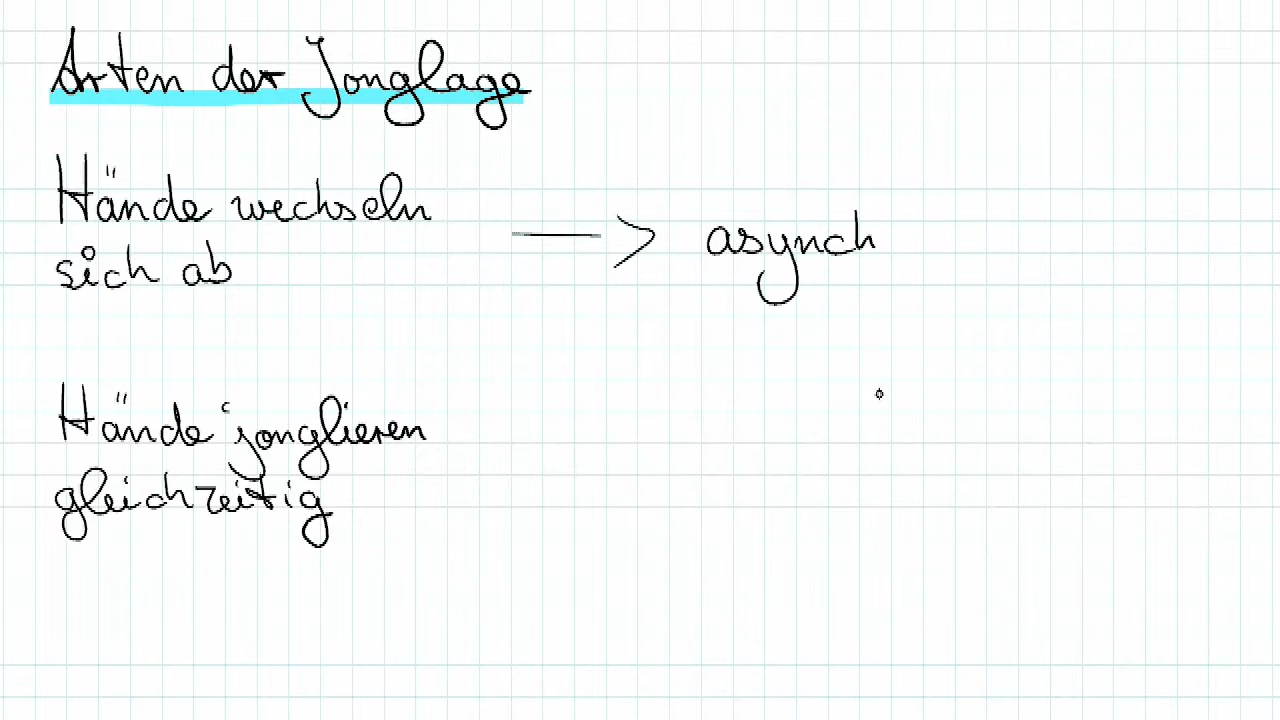 Arten der Jonglage
Hände wechseln
sich ab
—> asynch
Hände jonglieren
gleichzeitig